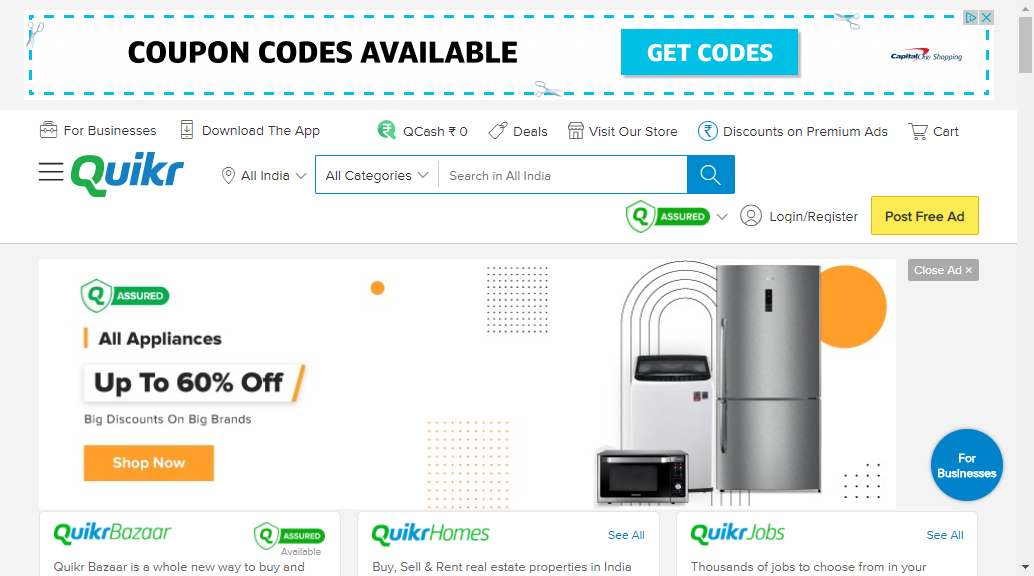 COUPON CODES AVAILABLE
GET CODES
CapitalOne Shopping
For Businesses
Download The App
QCash ₹ 0
Deals
Visit Our Store
Discounts on Premium Ads
Cart
Quikr
All India
All Categories
Search in All India
Q ASSURED
Login/Register
Post Free Ad
Close Ad ×
Q ASSURED
All Appliances
Up To 60% Off
Big Discounts On Big Brands
Shop Now
For
Businesses
QuikrBazaar
Q ASSURED
Available
Quikr Bazaar is a whole new way to buy and
QuikrHomes
See All
Buy, Sell & Rent real estate properties in India
QuikrJobs
See All
Thousands of jobs to choose from in your